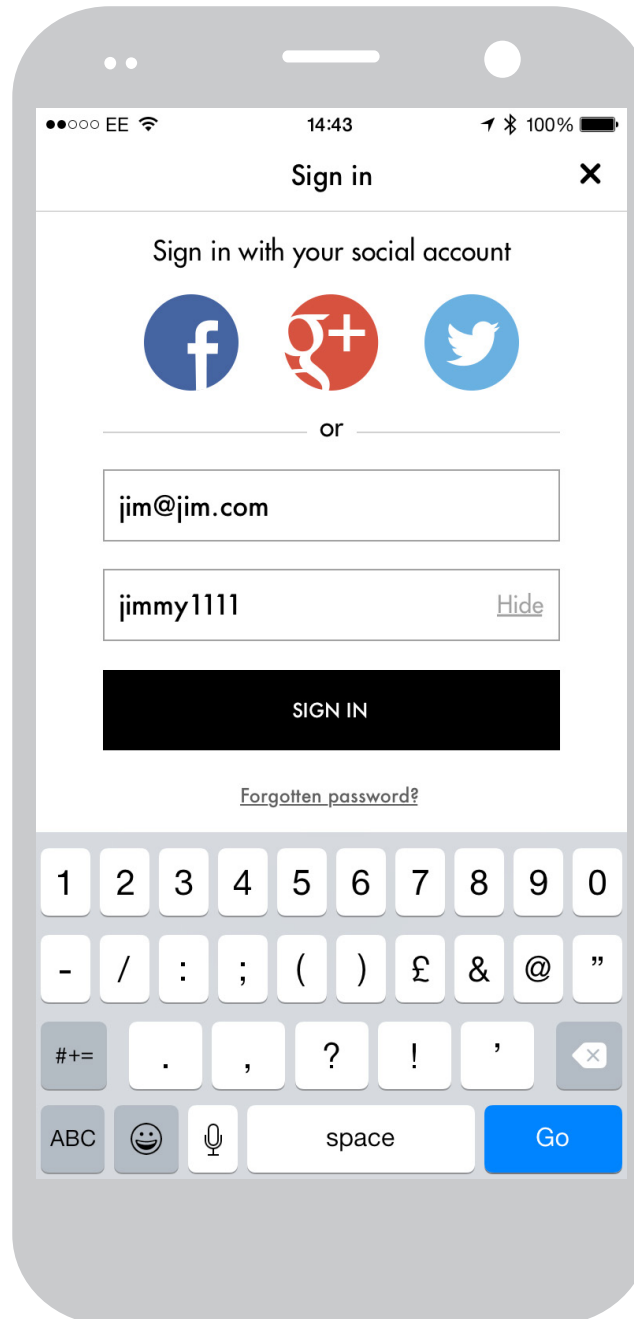 EE 14:43 100%
Sign in
Sign in with your social account
f g+
or
jim@jim.com
jimmy1111 Hide
SIGN IN
Forgotten password?
1 2 3 4 5 6 7 8 9 0
- / : ; ( ) £ & @ ”
#+= . , ? ! ’
ABC space Go